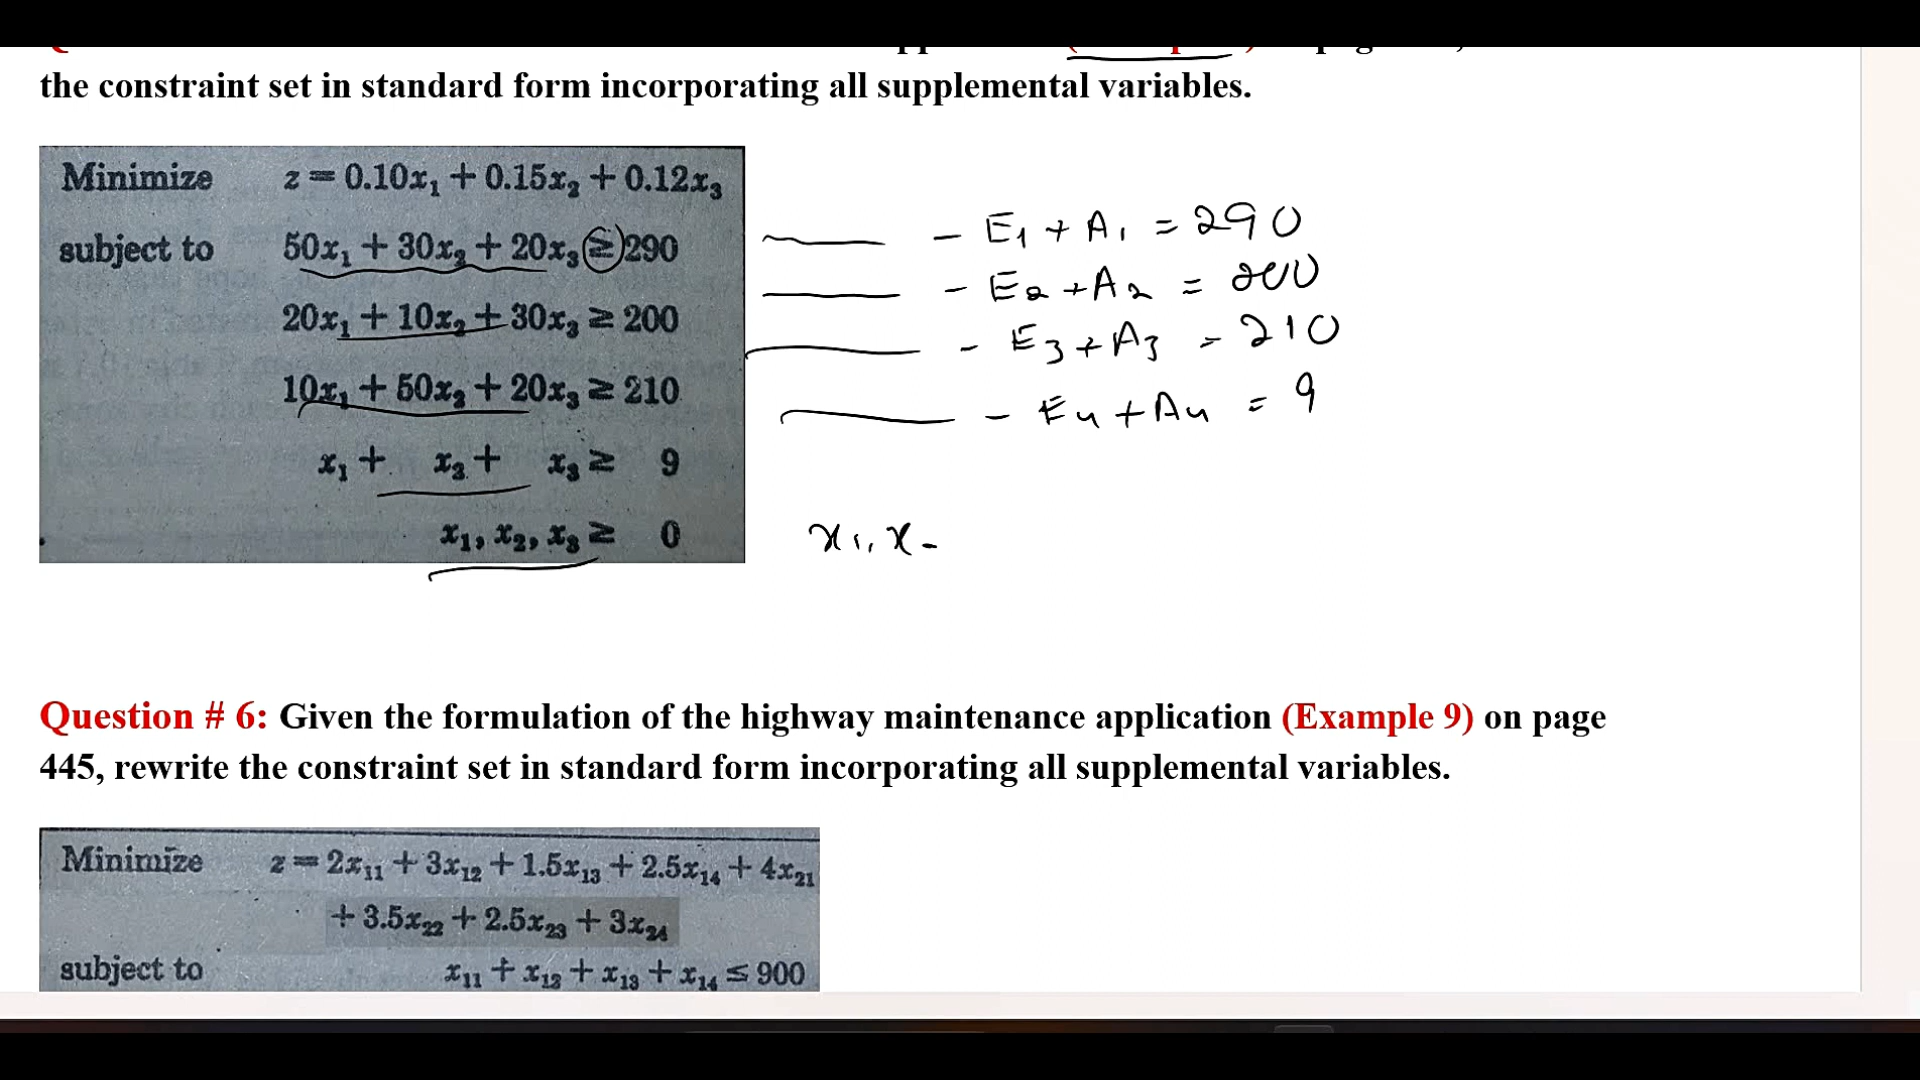 the constraint set in standard form incorporating all supplemental variables.
Minimize z = 0.10x₁ + 0.15x₂ + 0.12x₃
subject to 50x₁ + 30x₂ + 20x₃ ≥ 290
— E₁ + A₁ = 290
20x₁ + 10x₂ + 30x₃ ≥ 200
— E₂ + A₂ = 200
10x₁ + 50x₂ + 20x₃ ≥ 210
— E₃ + A₃ = 210
x₁ + x₂ + x₃ ≥ 9
— E₄ + A₄ = 9
x₁, x₂, x₃ ≥ 0
x₁, x
Question # 6: Given the formulation of the highway maintenance application (Example 9) on page
445, rewrite the constraint set in standard form incorporating all supplemental variables.
Minimize z = 2x₁₁ + 3x₁₂ + 1.5x₁₃ + 2.5x₁₄ + 4x₂₁
+ 3.5x₂₂ + 2.5x₂₃ + 3x₂₄
subject to x₁₁ + x₁₂ + x₁₃ + x₁₄ ≤ 900